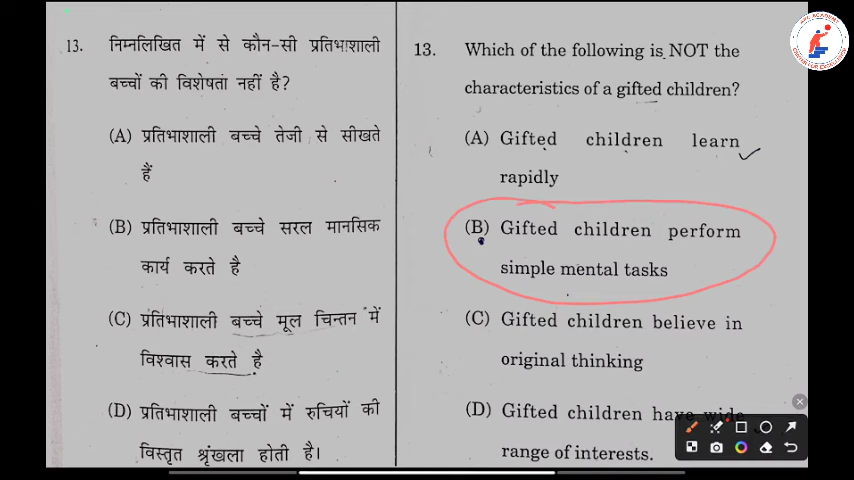 13. निम्नलिखित में से कौन-सी प्रतिभाशाली
बच्चों की विशेषता नहीं है?
(A) प्रतिभाशाली बच्चे तेजी से सीखते
हैं
(B) प्रतिभाशाली बच्चे सरल मानसिक
कार्य करते है
(C) प्रतिभाशाली बच्चे मूल चिन्तन में
विश्वास करते है
(D) प्रतिभाशाली बच्चों में रुचियों की
विस्तृत श्रृंखला होती है।
13. Which of the following is NOT the
characteristics of a gifted children?
(A) Gifted children learn
rapidly
(B) Gifted children perform
simple mental tasks
(C) Gifted children believe in
original thinking
(D) Gifted children have wide
range of interests.